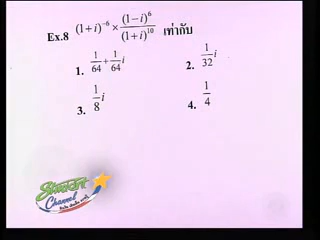 Ex.8 (1+i)⁻⁶ × (1−i)⁶/(1+i)¹⁰ เท่ากับ
1. 1/64 + 1/64 i 2. 1/32 i
3. 1/8 i 4. 1/4
Student
Channel